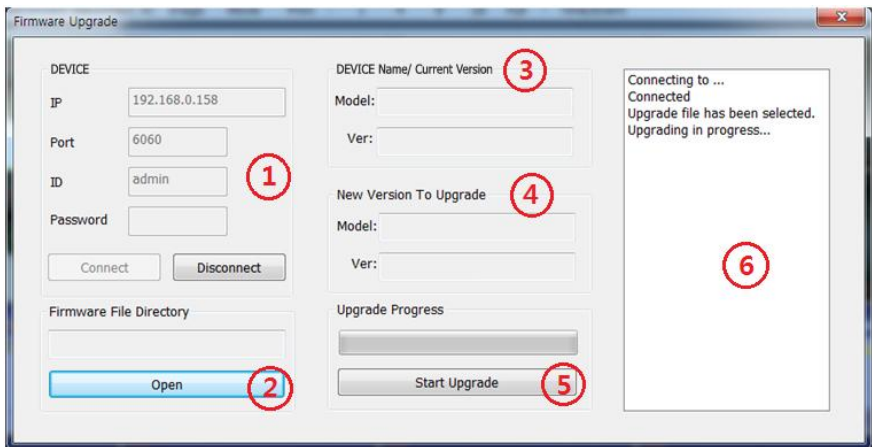 Firmware Upgrade
DEVICE
IP 192.168.0.158
Port 6060
ID admin
Password
Connect Disconnect
1
Firmware File Directory
Open 2
DEVICE Name/ Current Version 3
Model:
Ver:
New Version To Upgrade 4
Model:
Ver:
Upgrade Progress
Start Upgrade 5
Connecting to ...
Connected
Upgrade file has been selected.
Upgrading in progress...
6